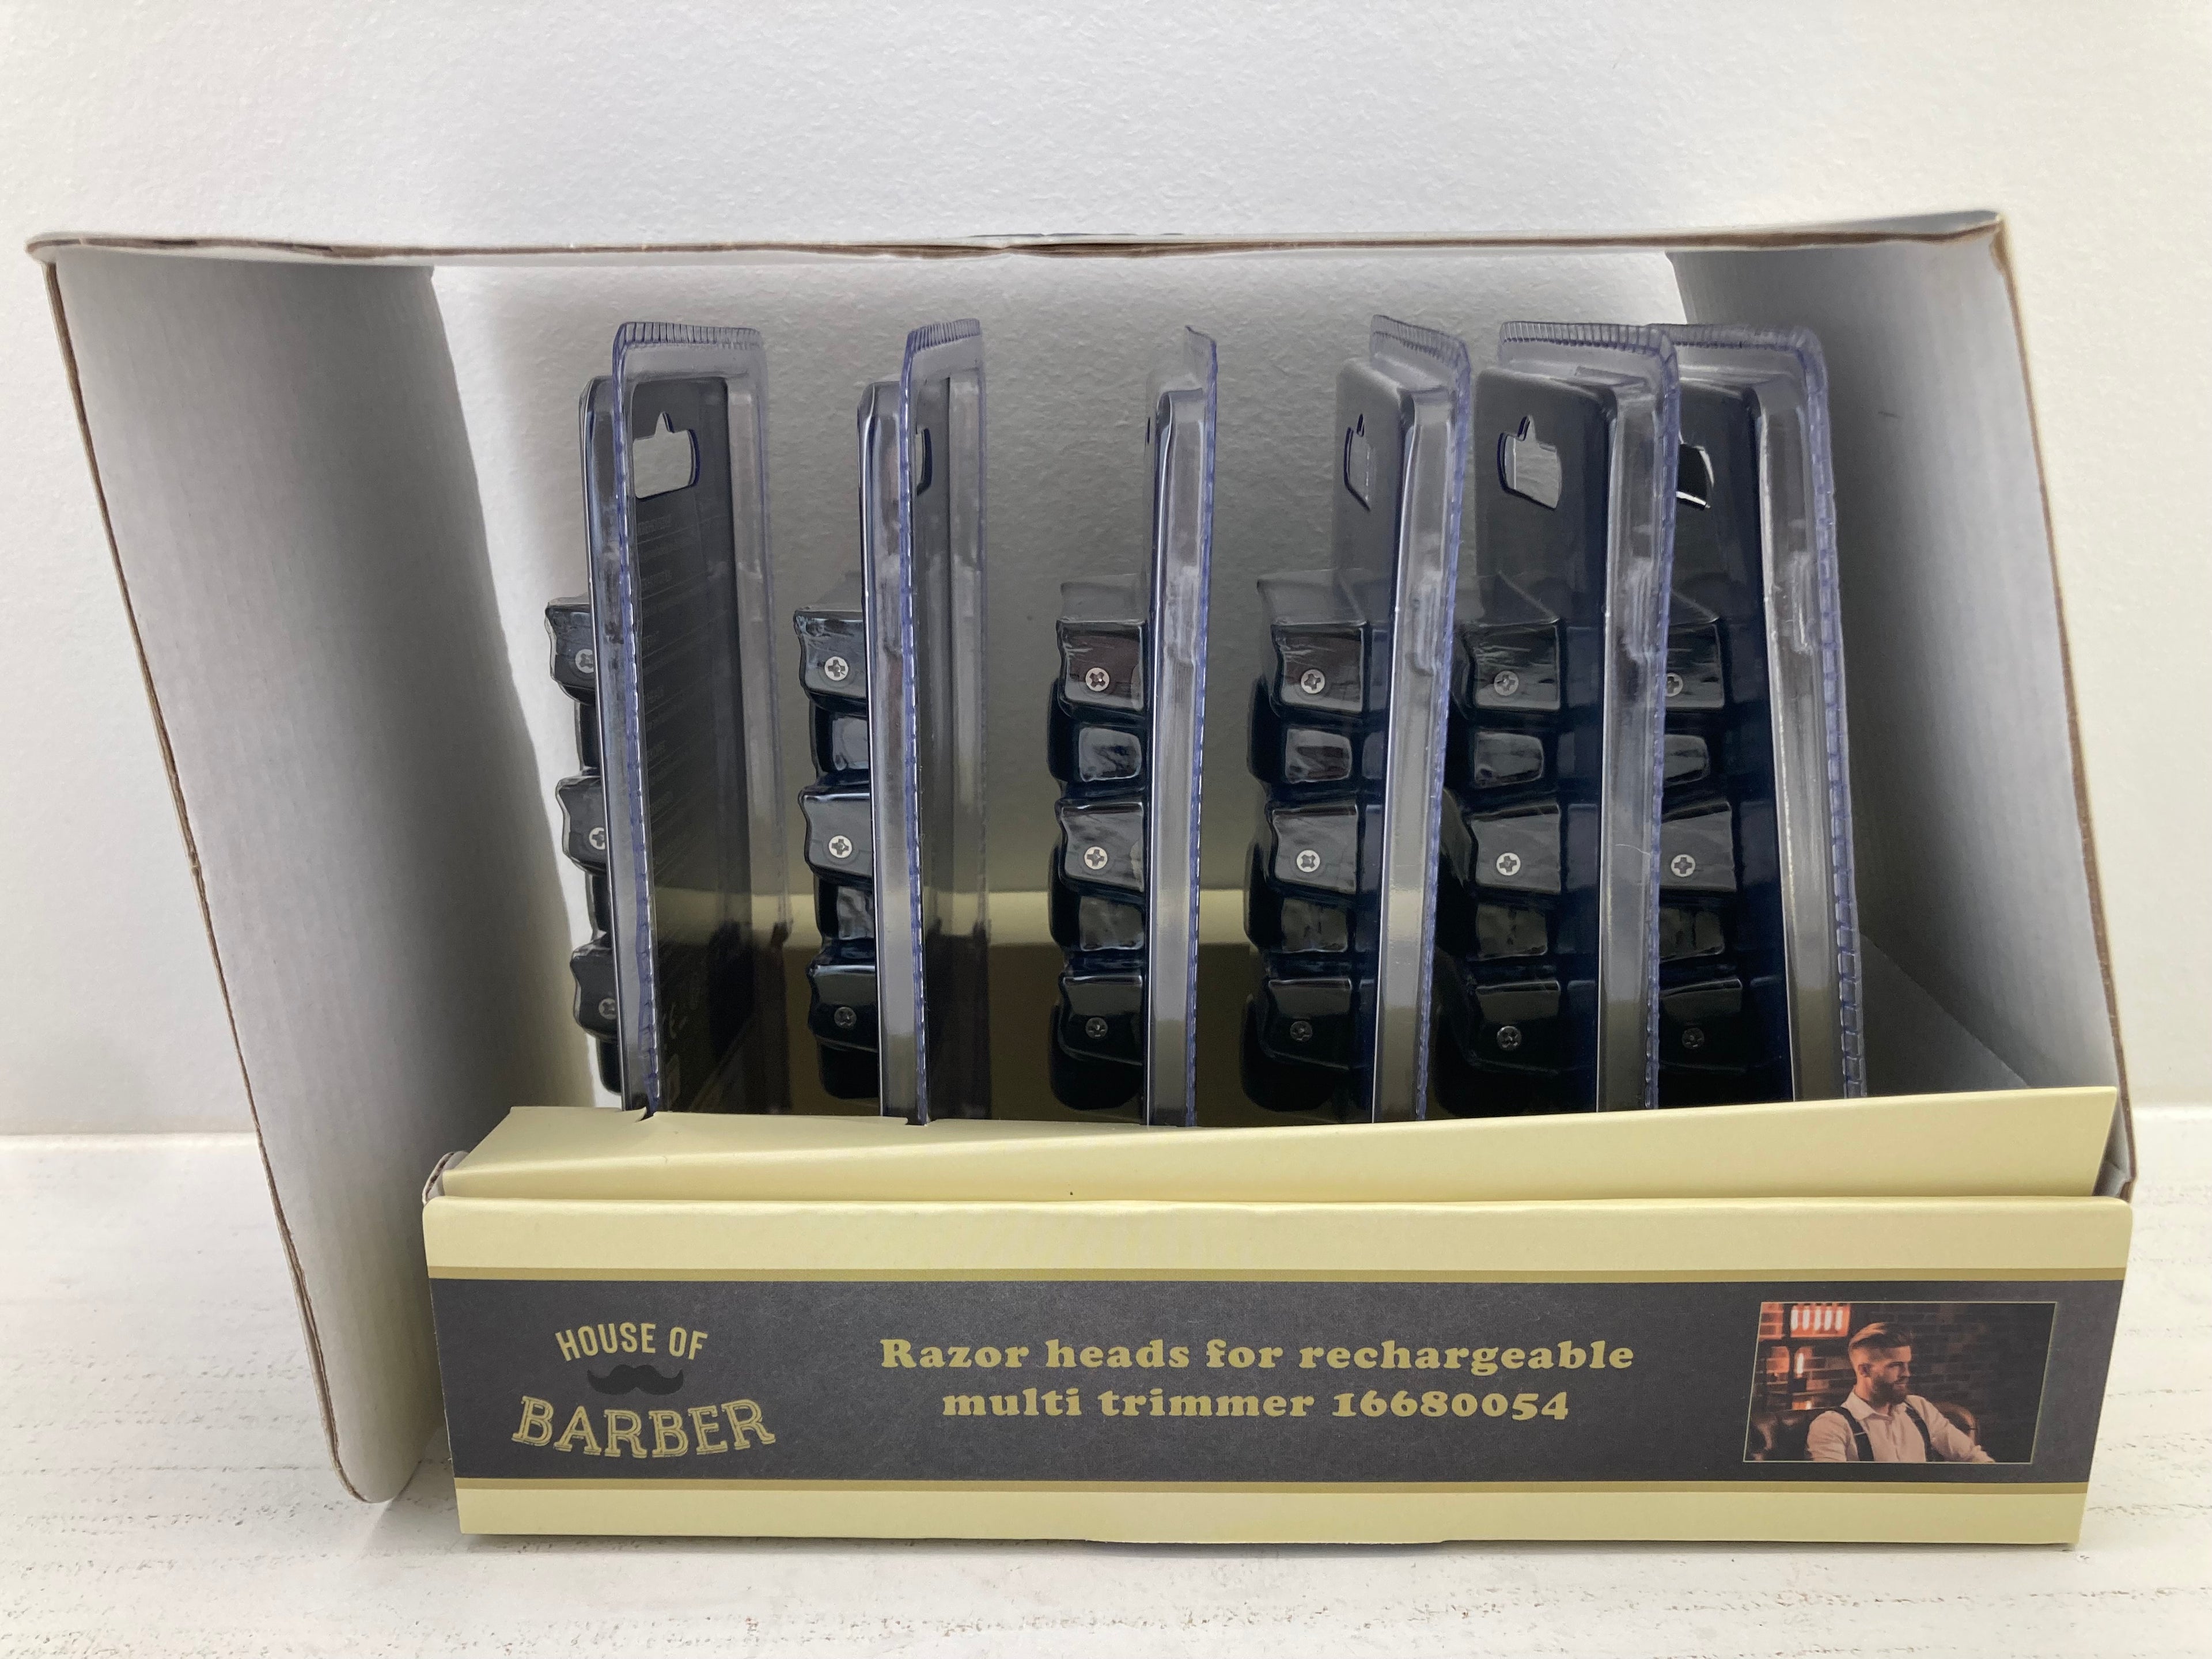 HOUSE OF
BARBER
Razor heads for rechargeable
multi trimmer 16680054